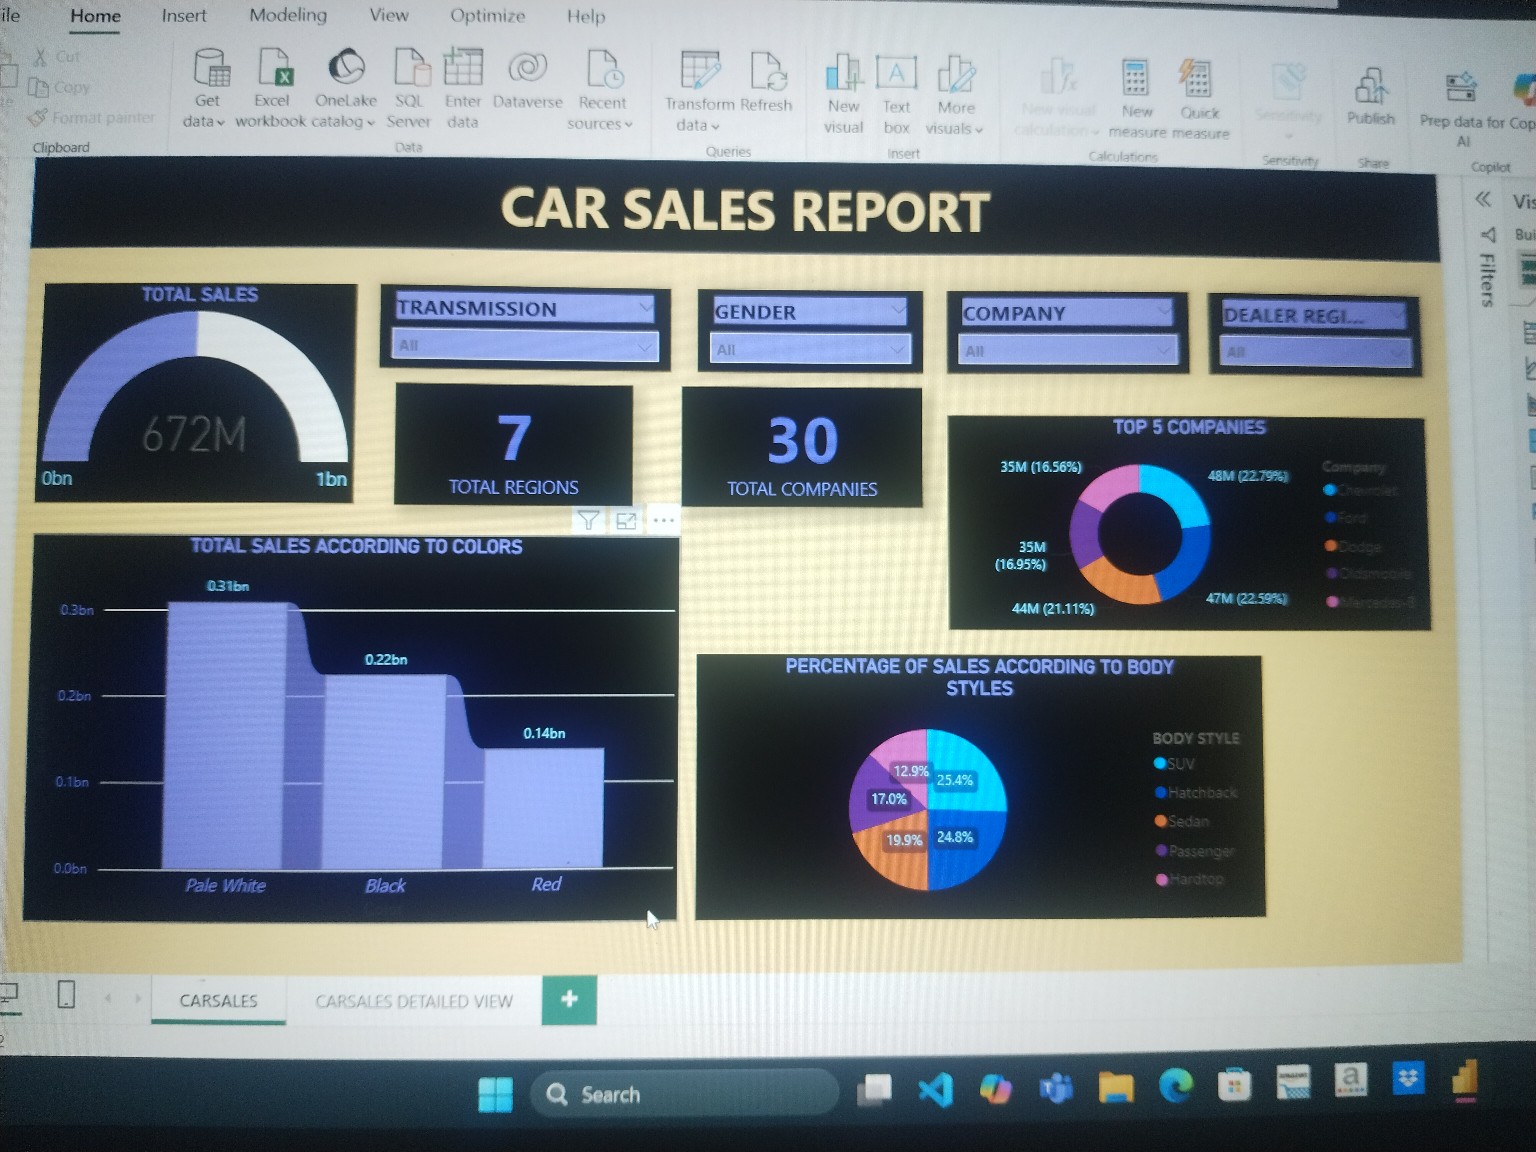 ile Home Insert Modeling View Optimize Help
Cut
Copy
Format painter
Clipboard
Get data
Excel workbook
OneLake catalog
SQL Server
Enter data
Dataverse
Recent sources
Data
Transform data
Refresh
Queries
New visual
Text box
More visuals
Insert
New visual calculation
New measure
Quick measure
Calculations
Sensitivity
Sensitivity
Publish
Share
Prep data for AI
Cop
Copilot
CAR SALES REPORT
Vis
Bui
Filters
TOTAL SALES
672M
0bn
1bn
TRANSMISSION
All
GENDER
All
COMPANY
All
DEALER REGI...
All
7
TOTAL REGIONS
30
TOTAL COMPANIES
TOP 5 COMPANIES
35M (16.56%)
48M (22.79%)
35M
(16.95%)
44M (21.11%)
47M (22.59%)
Company
Chevrolet
Ford
Dodge
Oldsmobile
Mercedes-B
TOTAL SALES ACCORDING TO COLORS
0.3bn
0.2bn
0.1bn
0.0bn
0.31bn
0.22bn
0.14bn
Pale White
Black
Red
PERCENTAGE OF SALES ACCORDING TO BODY
STYLES
12.9%
25.4%
17.0%
19.9%
24.8%
BODY STYLE
SUV
Hatchback
Sedan
Passenger
Hardtop
CARSALES
CARSALES DETAILED VIEW
+
Search
a